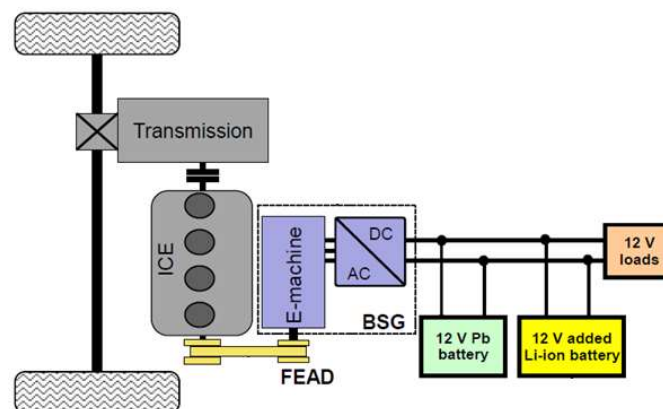 Transmission
ICE
E-machine
DC
AC
BSG
FEAD
12 V
loads
12 V Pb
battery
12 V added
Li-ion battery